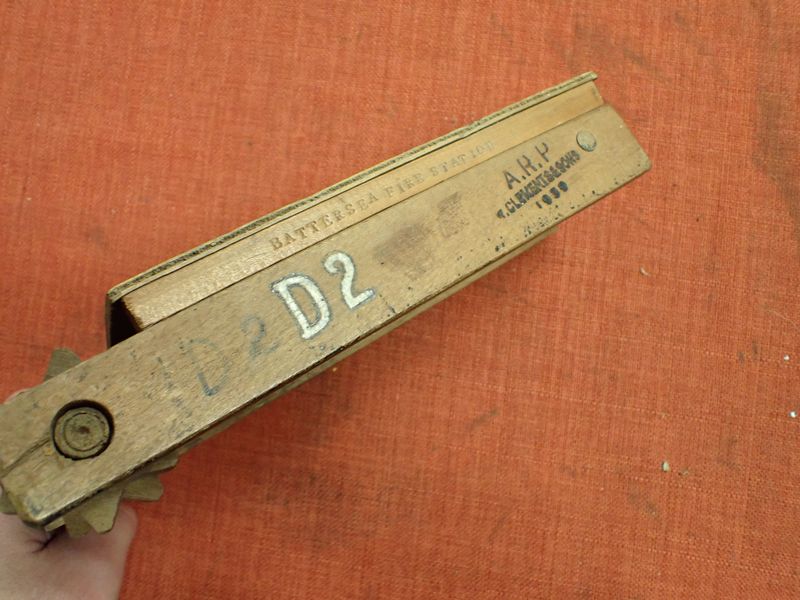 BATTERSEA FIRE STATION
A.R.P
CLEMENTS&SONS
1939
D2
D2